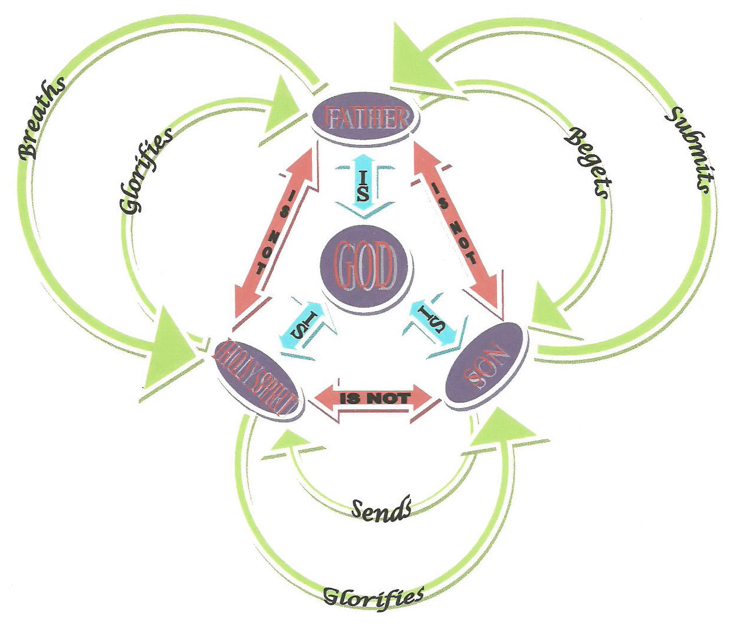 Breaths
Glorifies
FATHER
Begets
Submits
IS
IS NOT
IS NOT
GOD
IS
IS
HOLY SPIRIT
SON
IS NOT
Sends
Glorifies